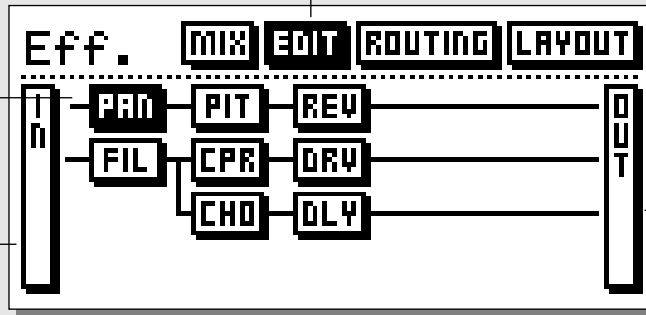 Eff. MIX EDIT ROUTING LAYOUT
IN PAN PIT REV OUT
FIL CPR DRV
CHO DLY